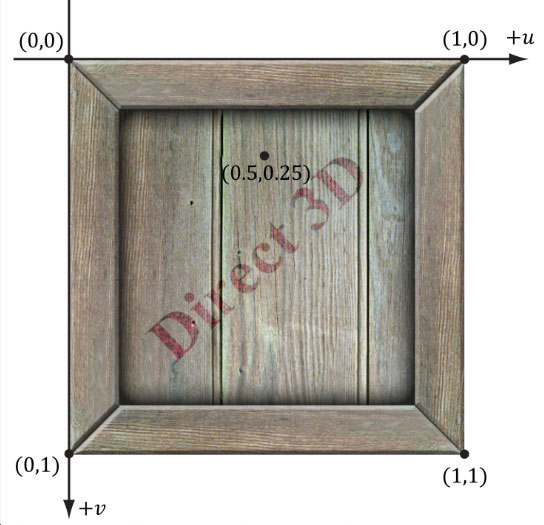 (0,0)
(1,0)
+u
(0.5,0.25)
Direct 3D
(0,1)
(1,1)
+v